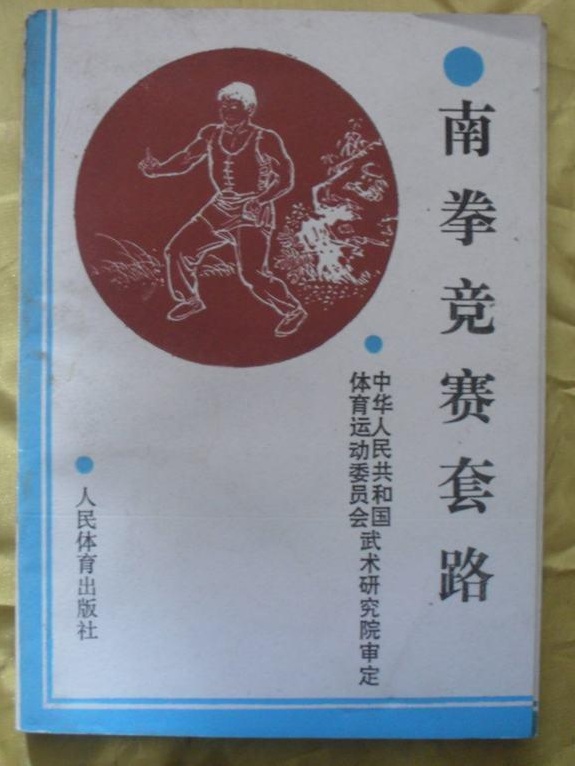 南拳竞赛套路
中华人民共和国
体育运动委员会
武术研究院审定
人民体育出版社